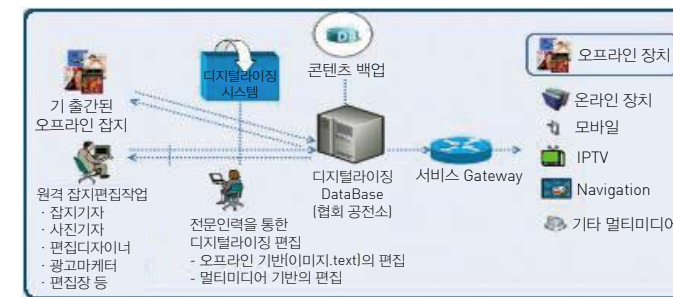 기 출간된
오프라인 잡지
디지털라이징
시스템
DB
콘텐츠 백업
원격 잡지편집작업
· 잡지기자
· 사진기자
· 편집디자이너
· 광고마케터
· 편집장 등
전문인력을 통한
디지털라이징 편집
- 오프라인 기반(이미지.text)의 편집
- 멀티미디어 기반의 편집
디지털라이징
DataBase
(협회 공전소)
서비스 Gateway
오프라인 장치
온라인 장치
모바일
IPTV
Navigation
기타 멀티미디어